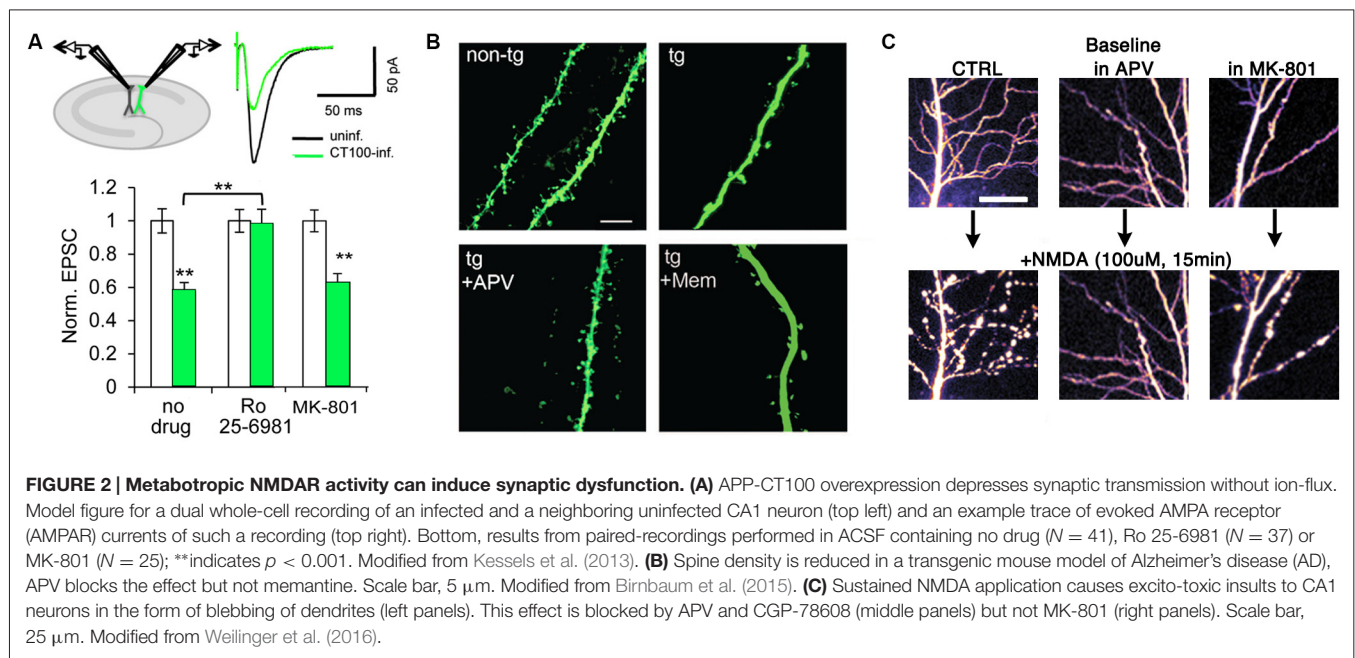 A
50 pA
50 ms
uninf.
CT100-inf.
Norm. EPSC
1.2
1
0.8
0.6
0.4
0.2
0
**
**
**
no drug
Ro 25-6981
MK-801
B
non-tg
tg
tg
+APV
tg
+Mem
C
Baseline
CTRL
in APV
in MK-801
+NMDA (100uM, 15min)
FIGURE 2 | Metabotropic NMDAR activity can induce synaptic dysfunction. (A) APP-CT100 overexpression depresses synaptic transmission without ion-flux.
Model figure for a dual whole-cell recording of an infected and a neighboring uninfected CA1 neuron (top left) and an example trace of evoked AMPA receptor
(AMPAR) currents of such a recording (top right). Bottom, results from paired-recordings performed in ACSF containing no drug (N = 41), Ro 25-6981 (N = 37) or
MK-801 (N = 25); **indicates p < 0.001. Modified from Kessels et al. (2013). (B) Spine density is reduced in a transgenic mouse model of Alzheimer's disease (AD),
APV blocks the effect but not memantine. Scale bar, 5 μm. Modified from Birnbaum et al. (2015). (C) Sustained NMDA application causes excito-toxic insults to CA1
neurons in the form of blebbing of dendrites (left panels). This effect is blocked by APV and CGP-78608 (middle panels) but not MK-801 (right panels). Scale bar,
25 μm. Modified from Weilinger et al. (2016).